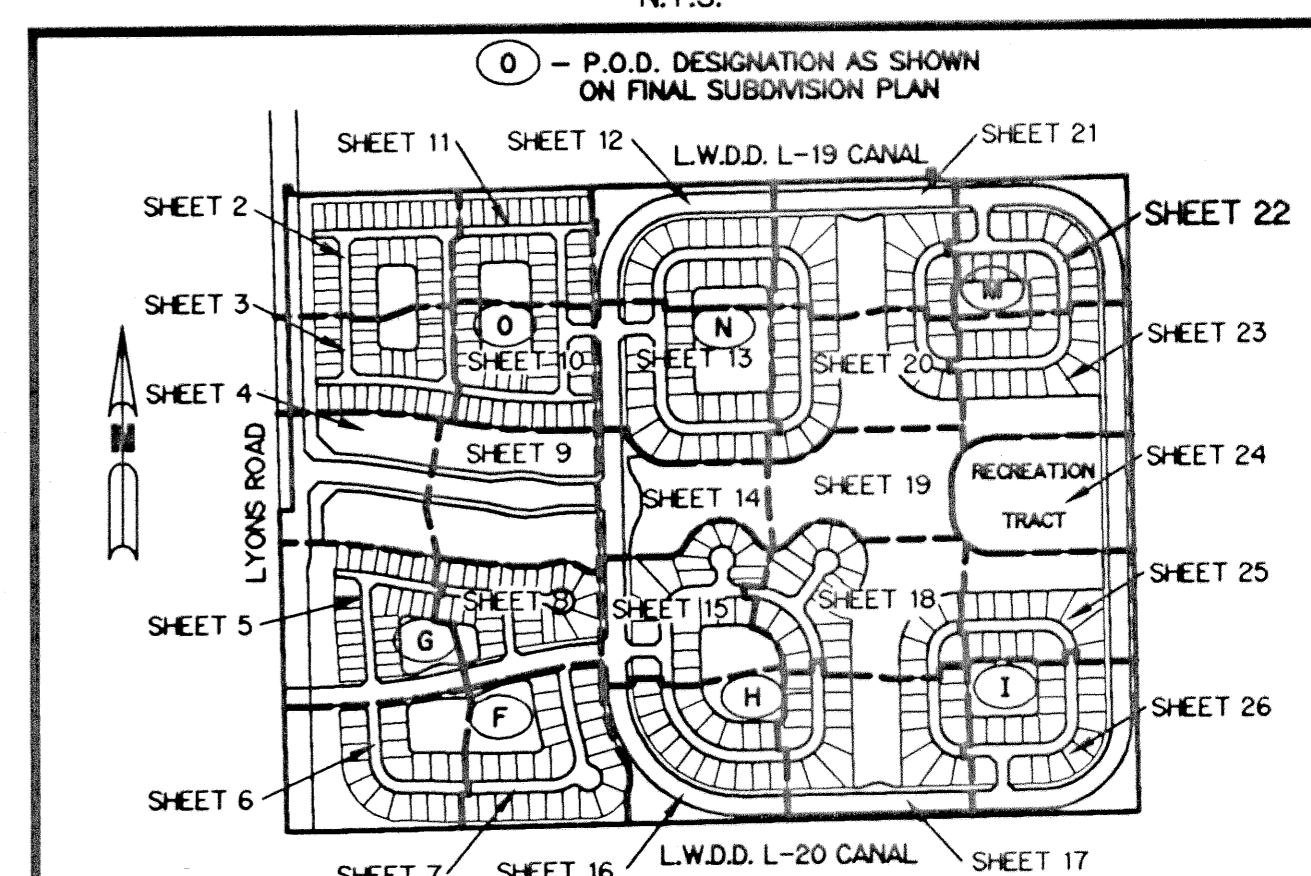 N.T.S.
O – P.O.D. DESIGNATION AS SHOWN
ON FINAL SUBDIVISION PLAN
SHEET 11
SHEET 12
SHEET 21
L.W.D.D. L-19 CANAL
SHEET 2
SHEET 22
M
SHEET 3
O
N
SHEET 23
SHEET 10
SHEET 13
SHEET 20
SHEET 4
N
LYONS ROAD
SHEET 9
RECREATION
TRACT
SHEET 24
SHEET 14
SHEET 19
SHEET 25
SHEET 8
SHEET 15
SHEET 18
SHEET 5
G
H
I
F
SHEET 26
SHEET 6
SHEET 7
SHEET 16
L.W.D.D. L-20 CANAL
SHEET 17